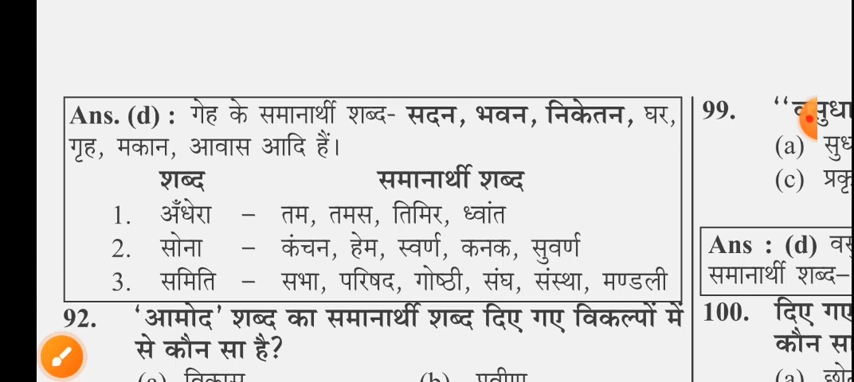 Ans. (d) : गेह के समानार्थी शब्द- सदन, भवन, निकेतन, घर,
गृह, मकान, आवास आदि हैं।
शब्द समानार्थी शब्द
1. अँधेरा – तम, तमस, तिमिर, ध्वांत
2. सोना – कंचन, हेम, स्वर्ण, कनक, सुवर्ण
3. समिति – सभा, परिषद, गोष्ठी, संघ, संस्था, मण्डली
92. 'आमोद' शब्द का समानार्थी शब्द दिए गए विकल्पों में
से कौन सा है?
(a) विकास (b) प्रवीण
99.
(a)
(c)
Ans : (d)
समानार्थी शब्द–
100. दिए गए
कौन सा
(a)